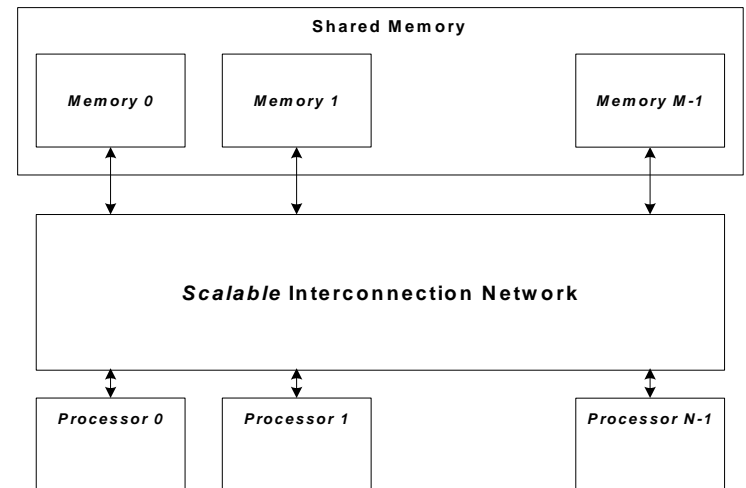 Shared Memory
Memory 0
Memory 1
Memory M-1
Scalable Interconnection Network
Processor 0
Processor 1
Processor N-1